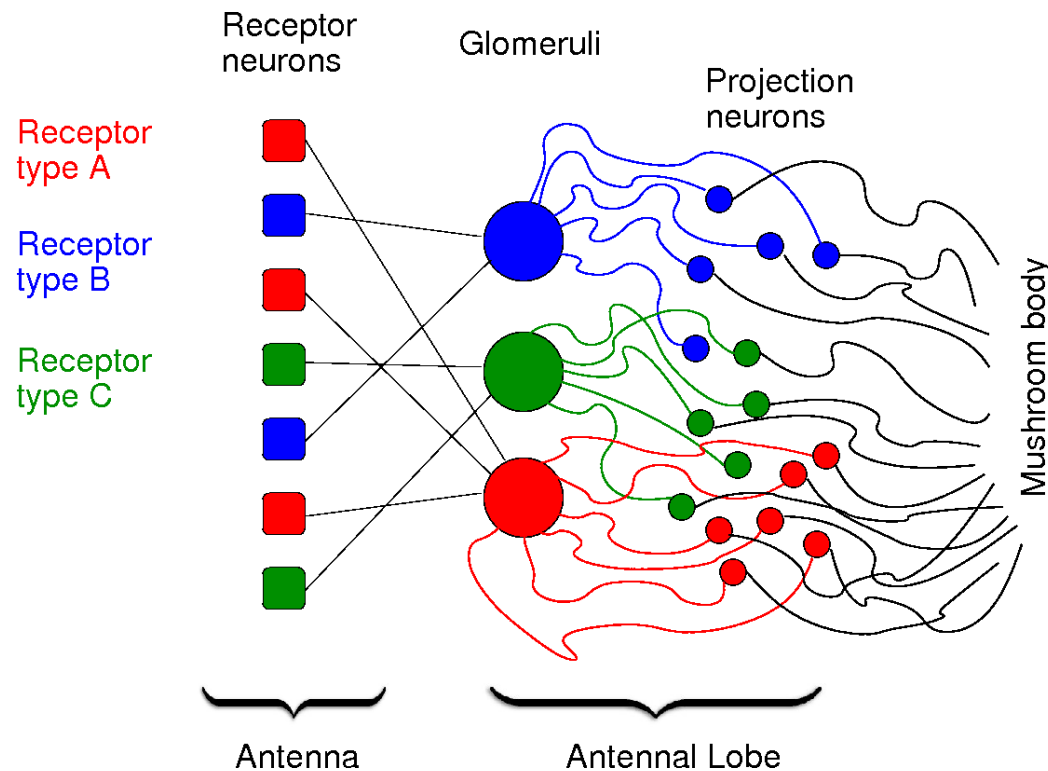 Receptor
neurons
Glomeruli
Projection
neurons
Receptor
type A
Receptor
type B
Receptor
type C
Mushroom body
Antenna
Antennal Lobe